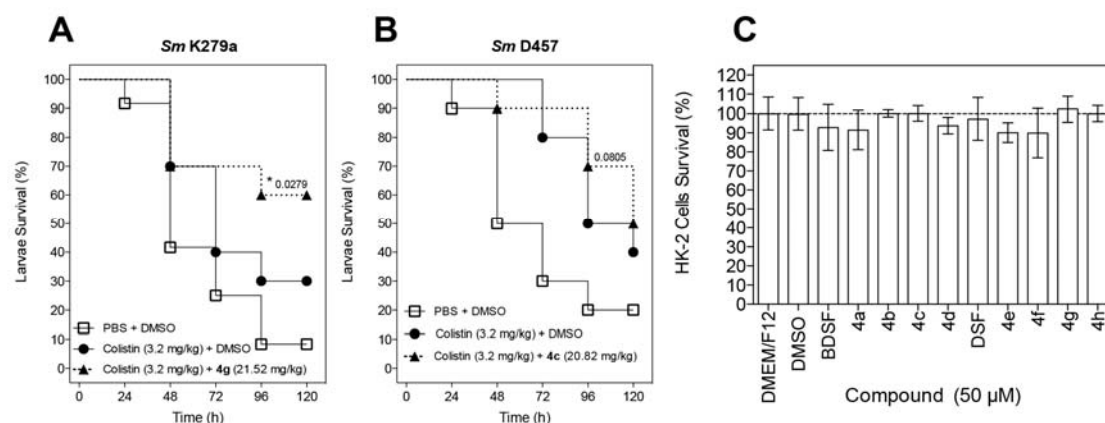 A
Sm K279a
Larvae Survival (%)
100
90
80
70
60
50
40
30
20
10
0
* 0.0279
PBS + DMSO
Colistin (3.2 mg/kg) + DMSO
Colistin (3.2 mg/kg) + 4g (21.52 mg/kg)
0 24 48 72 96 120
Time (h)
B
Sm D457
Larvae Survival (%)
100
90
80
70
60
50
40
30
20
10
0
0.0805
PBS + DMSO
Colistin (3.2 mg/kg) + DMSO
Colistin (3.2 mg/kg) + 4c (20.82 mg/kg)
0 24 48 72 96 120
Time (h)
C
HK-2 Cells Survival (%)
120
110
100
90
80
70
60
50
40
30
20
10
0
DMEM/F12
DMSO
BDSF
4a
4b
4c
4d
DSF
4e
4f
4g
4h
Compound (50 µM)